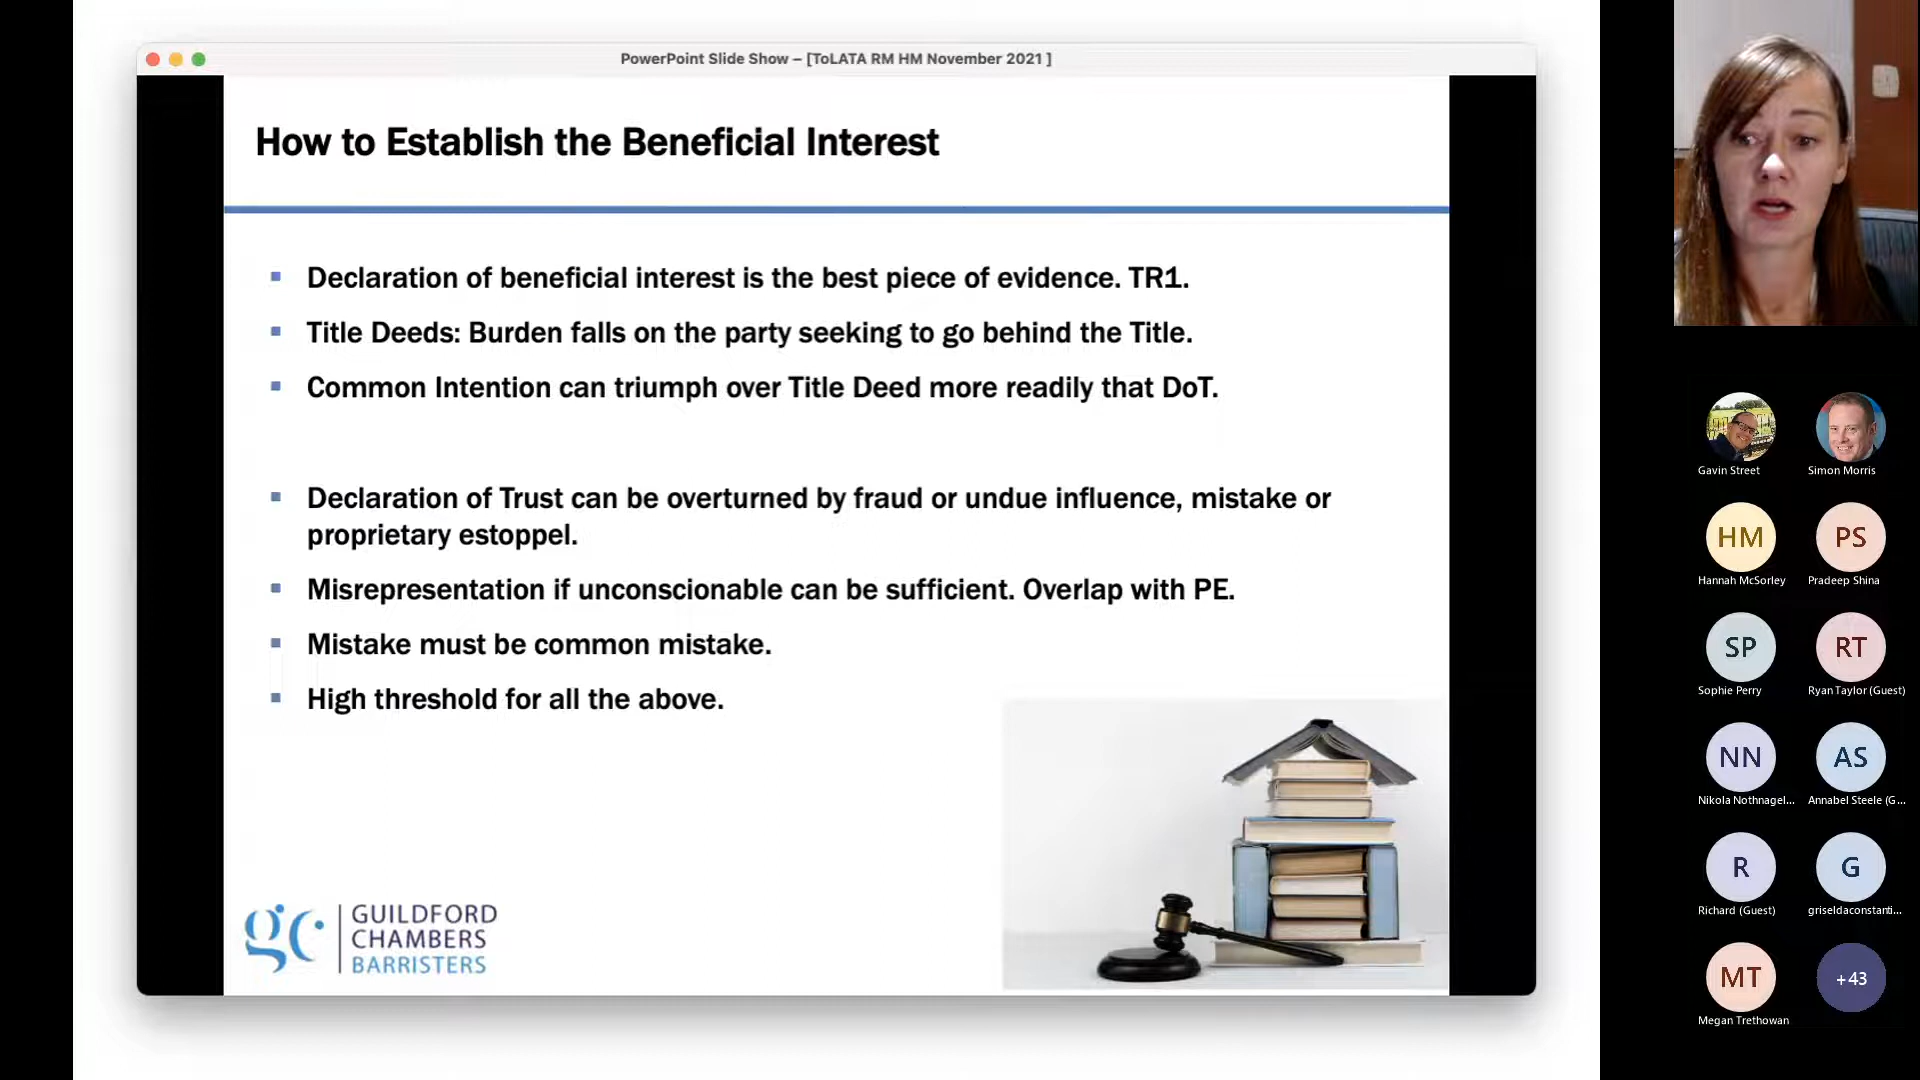 PowerPoint Slide Show – [ToLATA RM HM November 2021 ]
How to Establish the Beneficial Interest
Declaration of beneficial interest is the best piece of evidence. TR1.
Title Deeds: Burden falls on the party seeking to go behind the Title.
Common Intention can triumph over Title Deed more readily that DoT.
Declaration of Trust can be overturned by fraud or undue influence, mistake or
proprietary estoppel.
Misrepresentation if unconscionable can be sufficient. Overlap with PE.
Mistake must be common mistake.
High threshold for all the above.
gc
GUILDFORD
CHAMBERS
BARRISTERS
Gavin Street
Simon Morris
HM
PS
Hannah McSorley
Pradeep Shina
SP
RT
Sophie Perry
Ryan Taylor (Guest)
NN
AS
Nikola Nothnagel...
Annabel Steele (G...
R
G
Richard (Guest)
griseldaconstanti...
MT
+43
Megan Trethowan